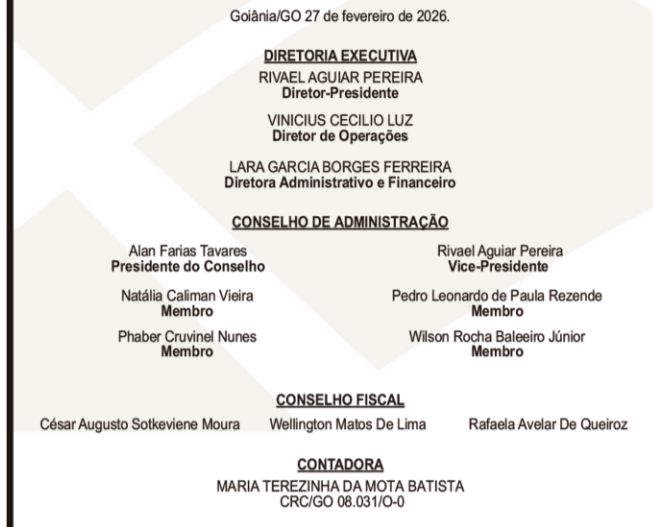 Goiânia/GO 27 de fevereiro de 2026.
DIRETORIA EXECUTIVA
RIVAEL AGUIAR PEREIRA
Diretor-Presidente
VINICIUS CECILIO LUZ
Diretor de Operações
LARA GARCIA BORGES FERREIRA
Diretora Administrativo e Financeiro
CONSELHO DE ADMINISTRAÇÃO
Alan Farias Tavares
Presidente do Conselho
Rivael Aguiar Pereira
Vice-Presidente
Natália Caliman Vieira
Membro
Pedro Leonardo de Paula Rezende
Membro
Phaber Cruvinel Nunes
Membro
Wilson Rocha Baleeiro Júnior
Membro
CONSELHO FISCAL
César Augusto Sotkeviene Moura Wellington Matos De Lima Rafaela Avelar De Queiroz
CONTADORA
MARIA TEREZINHA DA MOTA BATISTA
CRC/GO 08.031/O-0